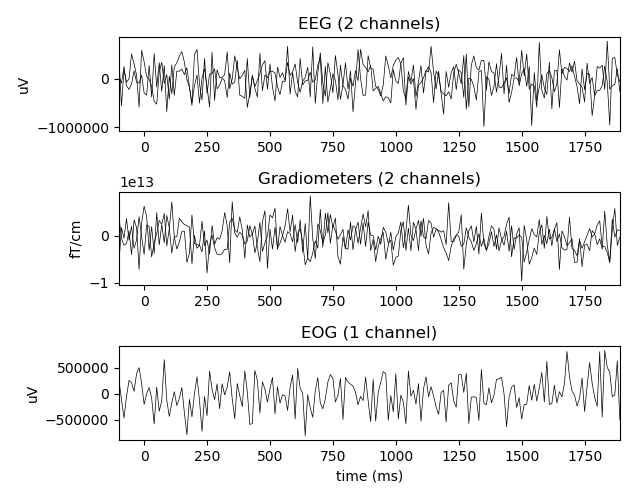 EEG (2 channels)
uV
0
−1000000
0 250 500 750 1000 1250 1500 1750
1e13
Gradiometers (2 channels)
fT/cm
0
−1
0 250 500 750 1000 1250 1500 1750
EOG (1 channel)
uV
500000
0
−500000
0 250 500 750 1000 1250 1500 1750
time (ms)